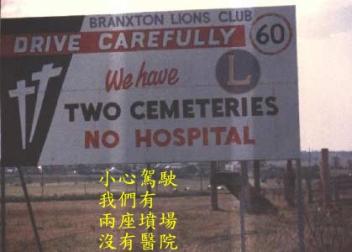 BRANXTON LIONS CLUB
DRIVE CAREFULLY 60
We have L
TWO CEMETERIES
NO HOSPITAL
小心駕駛
我們有
兩座墳場
沒有醫院